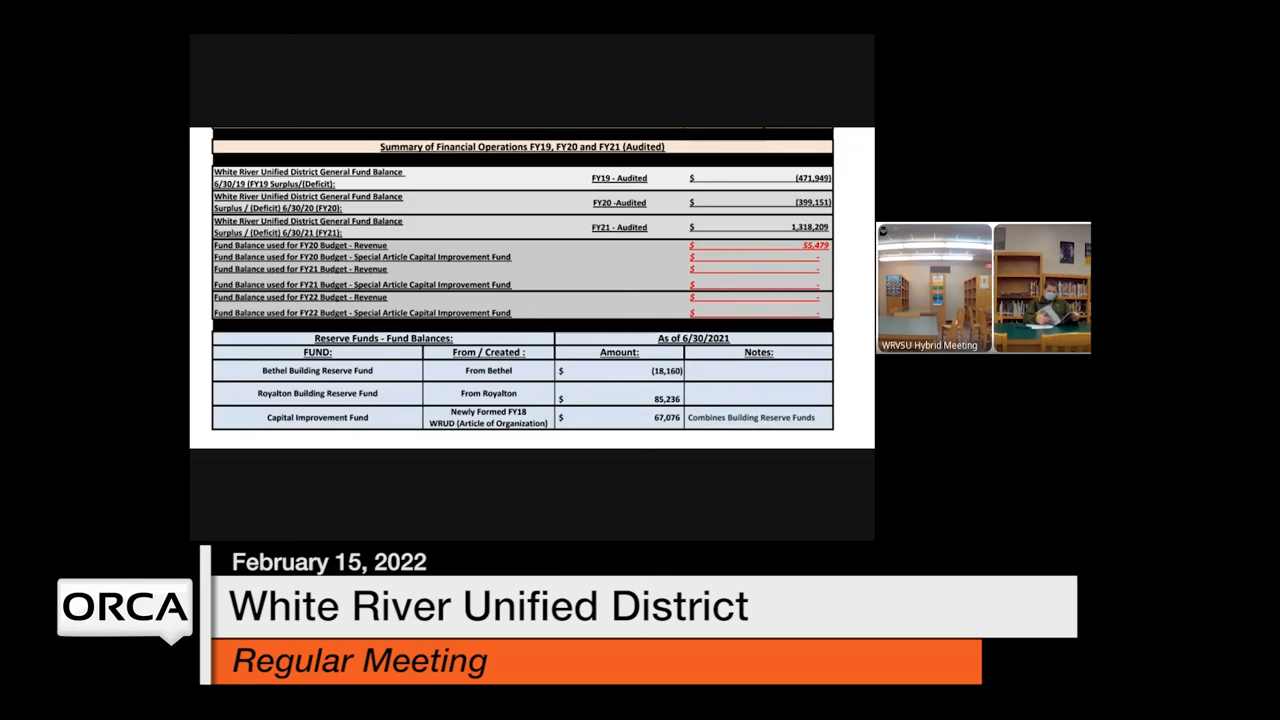 Summary of Financial Operations FY19, FY20 and FY21 (Audited)
White River Unified District General Fund Balance
6/30/19 (FY19 Surplus/(Deficit): FY19 - Audited $ (471,949)
White River Unified District General Fund Balance
Surplus / (Deficit) 6/30/20 (FY20): FY20 -Audited $ (399,151)
White River Unified District General Fund Balance
Surplus / (Deficit) 6/30/21 (FY21): FY21 - Audited $ 1,318,209
Fund Balance used for FY20 Budget - Revenue $ 55,479
Fund Balance used for FY20 Budget - Special Article Capital Improvement Fund $ -
Fund Balance used for FY21 Budget - Revenue $ -
Fund Balance used for FY21 Budget - Special Article Capital Improvement Fund $ -
Fund Balance used for FY22 Budget - Revenue $ -
Fund Balance used for FY22 Budget - Special Article Capital Improvement Fund $ -
Reserve Funds - Fund Balances: As of 6/30/2021
FUND: From / Created : Amount: Notes:
Bethel Building Reserve Fund From Bethel $ (18,160)
Royalton Building Reserve Fund From Royalton $ 85,236
Capital Improvement Fund Newly Formed FY18 WRUD (Article of Organization) $ 67,076 Combines Building Reserve Funds
WRVSU Hybrid Meeting
February 15, 2022
ORCA
White River Unified District
Regular Meeting